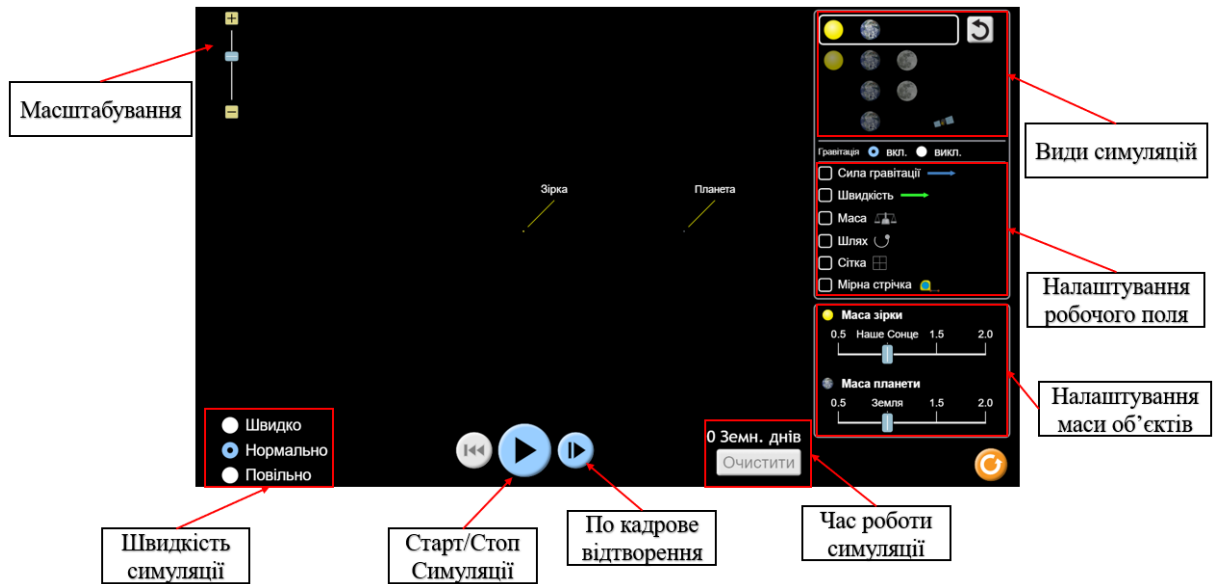 Масштабування
Види симуляцій
Гравітація вкл. викл.
Сила гравітації
Швидкість
Маса
Шлях
Сітка
Мірна стрічка
Зірка
Планета
Налаштування
робочого поля
Маса зірки
0.5 Наше Сонце 1.5 2.0
Маса планети
0.5 Земля 1.5 2.0
Налаштування
маси об’єктів
Швидко
Нормально
Повільно
0 Земн. днів
Очистити
Швидкість
симуляції
Старт/Стоп
Симуляції
По кадрове
відтворення
Час роботи
симуляції